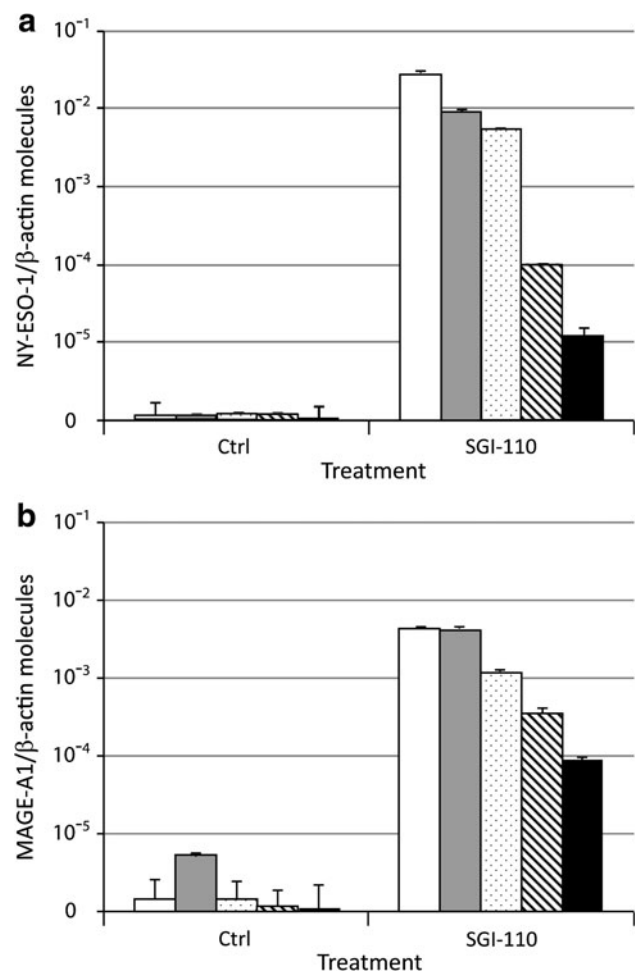 a
NY-ESO-1/β-actin molecules
10⁻¹
10⁻²
10⁻³
10⁻⁴
10⁻⁵
0
Ctrl SGI-110
Treatment
b
MAGE-A1/β-actin molecules
10⁻¹
10⁻²
10⁻³
10⁻⁴
10⁻⁵
0
Ctrl SGI-110
Treatment